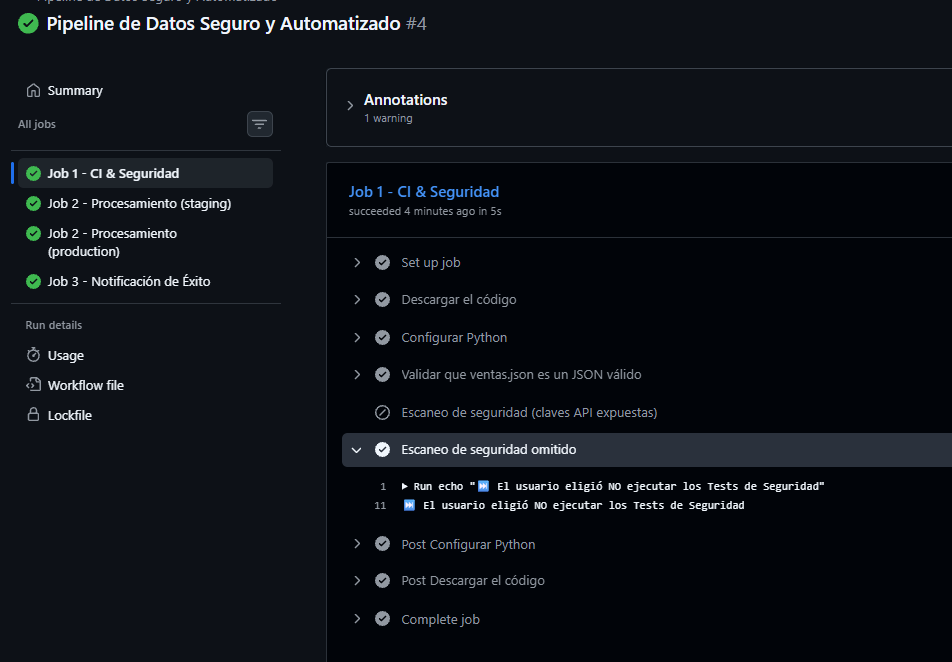 Pipeline de Datos Seguro y Automatizado
Pipeline de Datos Seguro y Automatizado #4
Summary
All jobs
Job 1 - CI & Seguridad
Job 2 - Procesamiento (staging)
Job 2 - Procesamiento
(production)
Job 3 - Notificación de Éxito
Run details
Usage
Workflow file
Lockfile
Annotations
1 warning
Job 1 - CI & Seguridad
succeeded 4 minutes ago in 5s
Set up job
Descargar el código
Configurar Python
Validar que ventas.json es un JSON válido
Escaneo de seguridad (claves API expuestas)
Escaneo de seguridad omitido
1 ▶ Run echo "⏩ El usuario eligió NO ejecutar los Tests de Seguridad"
11 ⏩ El usuario eligió NO ejecutar los Tests de Seguridad
Post Configurar Python
Post Descargar el código
Complete job